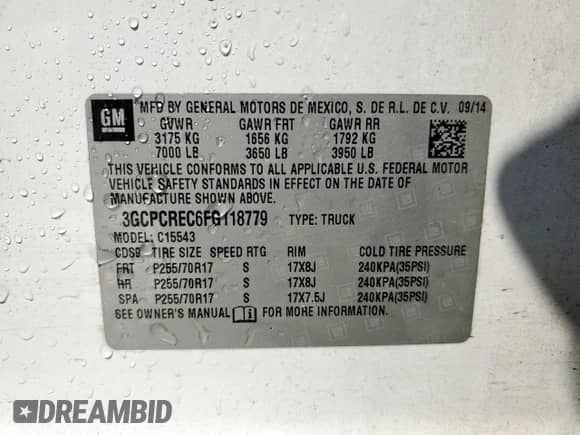 GM
MFD BY GENERAL MOTORS DE MEXICO, S. DE R.L. DE C.V. 09/14
GVWR GAWR FRT GAWR RR
3175 KG 1656 KG 1792 KG
7000 LB 3650 LB 3950 LB
THIS VEHICLE CONFORMS TO ALL APPLICABLE U.S. FEDERAL MOTOR
VEHICLE SAFETY STANDARDS IN EFFECT ON THE DATE OF
MANUFACTURE SHOWN ABOVE.
3GCPCREC6FG118779 TYPE: TRUCK
MODEL: C15543
CDS9 TIRE SIZE SPEED RTG RIM COLD TIRE PRESSURE
FRT P255/70R17 S 17X8J 240KPA(35PSI)
RR P255/70R17 S 17X8J 240KPA(35PSI)
SPA P255/70R17 S 17X7.5J 240KPA(35PSI)
SEE OWNER'S MANUAL FOR MORE INFORMATION.
DREAMBID